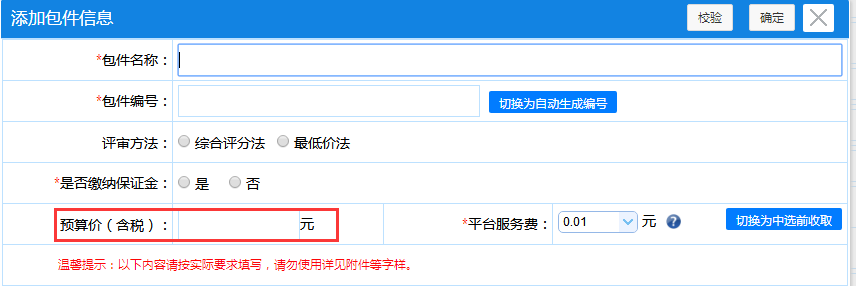 添加包件信息 校验 确定
*包件名称：
*包件编号： 切换为自动生成编号
评审方法： 综合评分法 最低价法
*是否缴纳保证金： 是 否
预算价（含税）： 元 *平台服务费： 0.01 元 ? 切换为中选前收取
温馨提示：以下内容请按实际要求填写，请勿使用详见附件等字样。